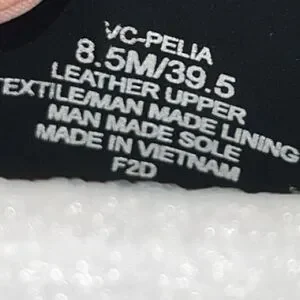 VC-PELIA
8.5M/39.5
LEATHER UPPER
TEXTILE/MAN MADE LINING
MAN MADE SOLE
MADE IN VIETNAM
F2D